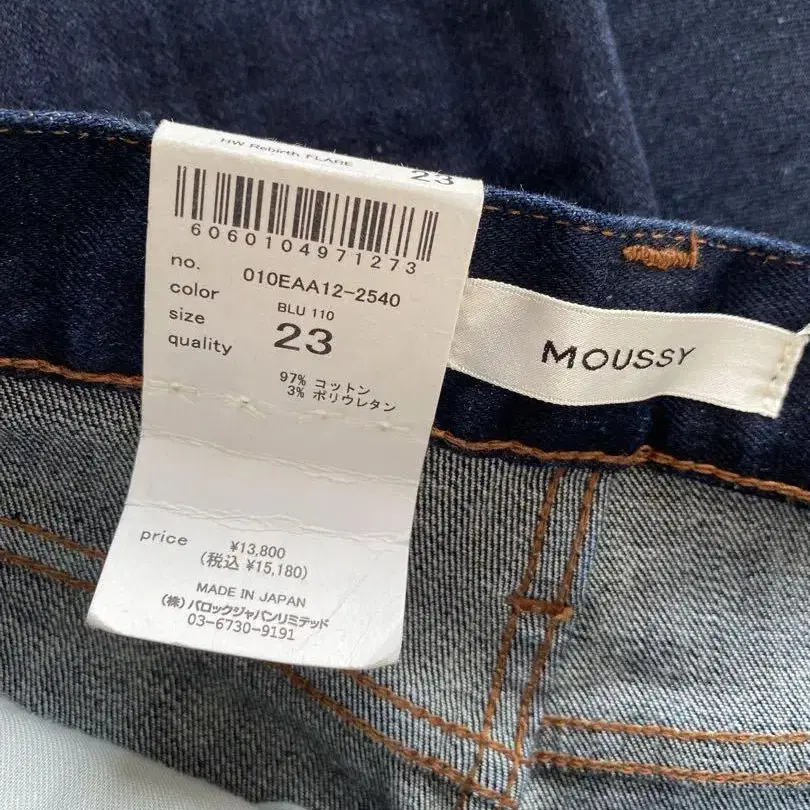 HW Rebirth FLARE
23
6060104971273
no. 010EAA12-2540
color BLU 110
size 23
quality
97% コットン
3% ポリウレタン
price ¥13,800
(税込 ¥15,180)
MADE IN JAPAN
(株) バロックジャパンリミテッド
03-6730-9191
MOUSSY